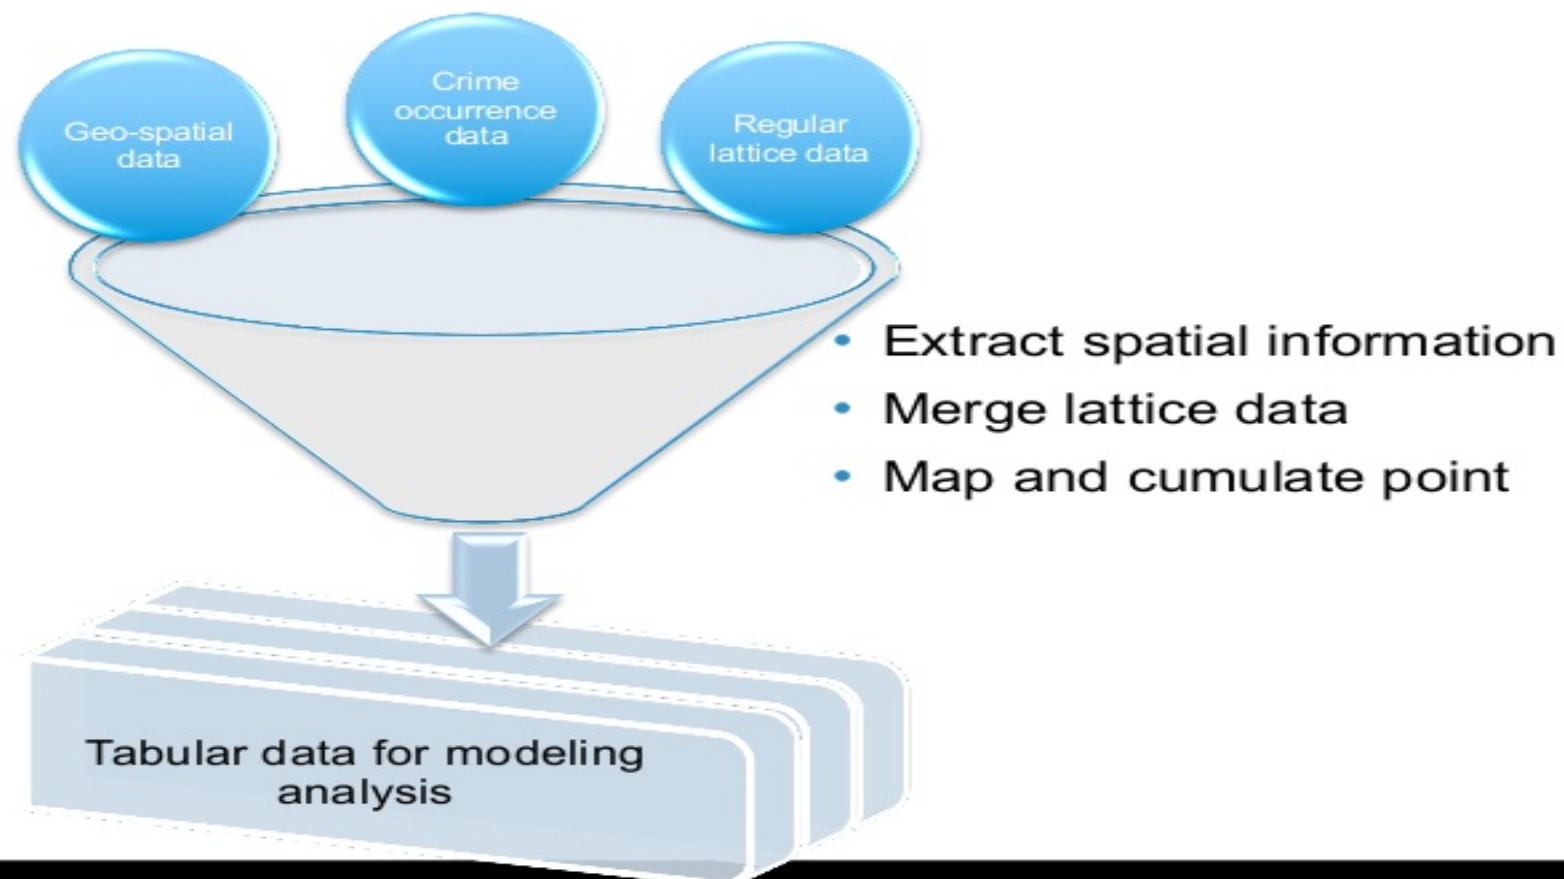 Geo-spatial
data
Crime
occurrence
data
Regular
lattice data
• Extract spatial information
• Merge lattice data
• Map and cumulate point
Tabular data for modeling
analysis